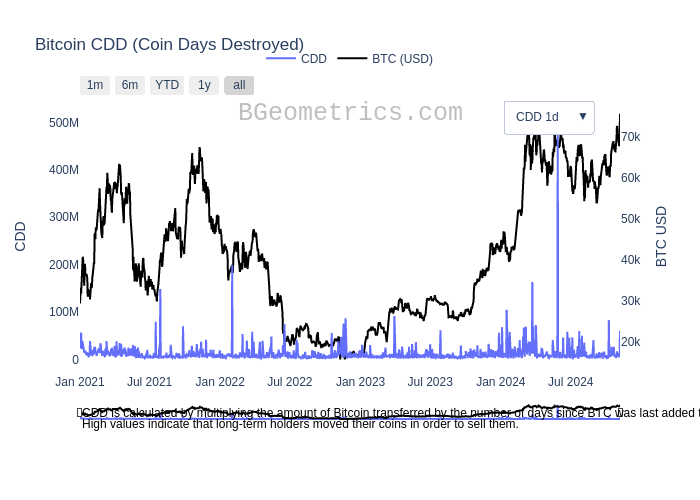 Bitcoin CDD (Coin Days Destroyed)
CDD BTC (USD)
1m 6m YTD 1y all
BGeometrics.com
CDD 1d ▼
500M
400M
300M
200M
100M
0
CDD
70k
60k
50k
40k
30k
20k
BTC USD
Jan 2021 Jul 2021 Jan 2022 Jul 2022 Jan 2023 Jul 2023 Jan 2024 Jul 2024
CDD is calculated by multiplying the amount of Bitcoin transferred by the number of days since BTC was last added t
High values indicate that long-term holders moved their coins in order to sell them.